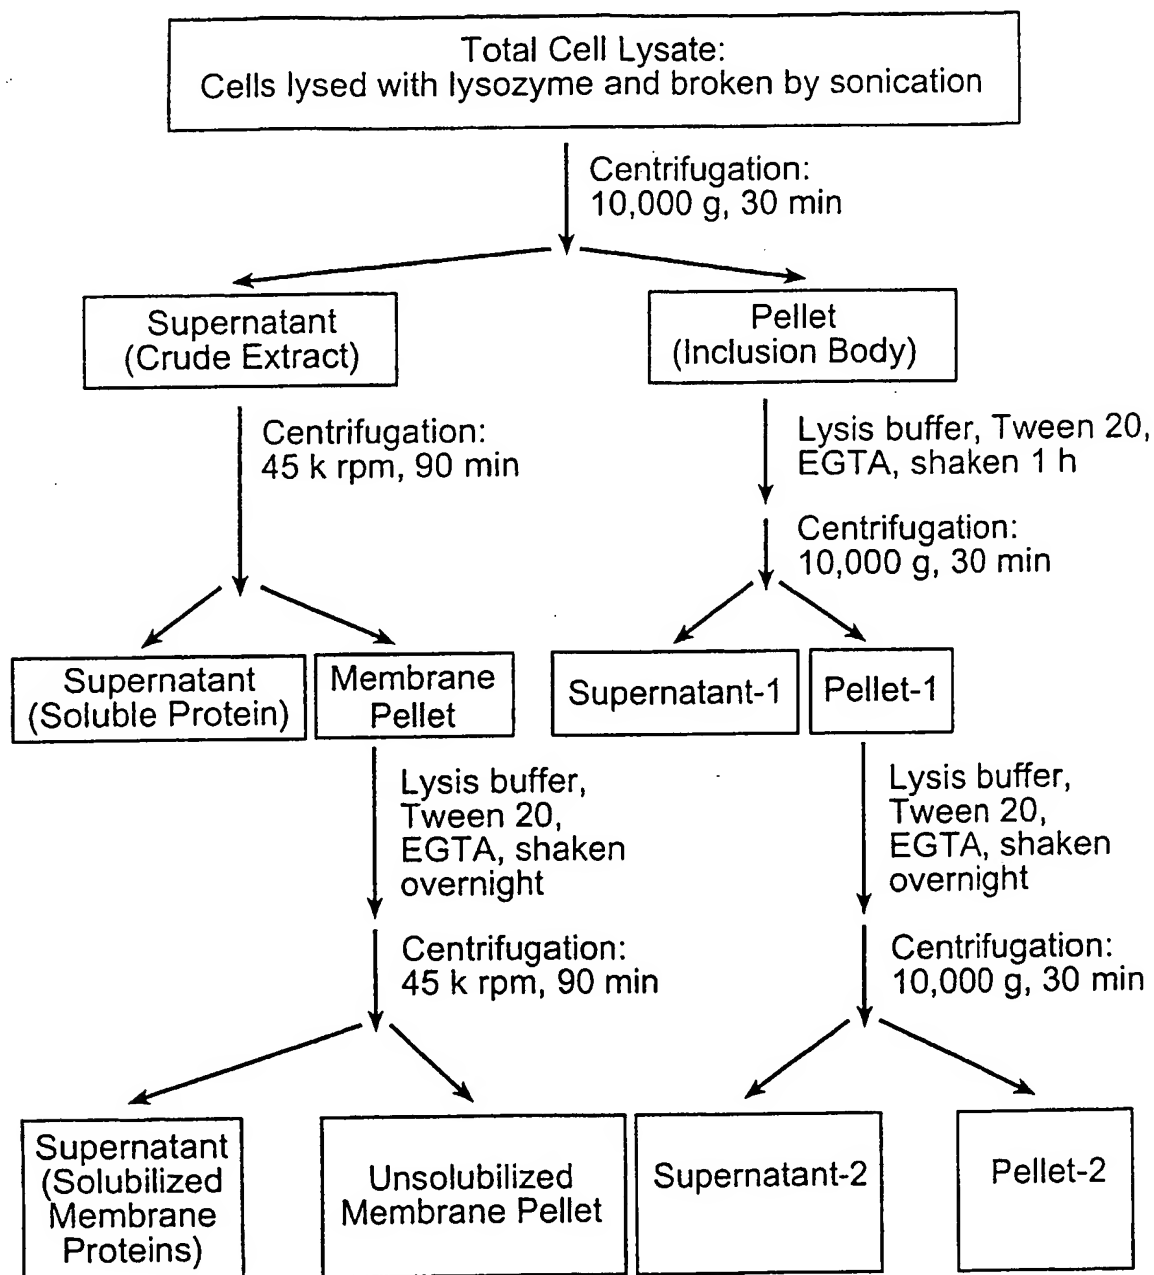 Total Cell Lysate:
Cells lysed with lysozyme and broken by sonication
Centrifugation:
10,000 g, 30 min
Supernatant
(Crude Extract)
Pellet
(Inclusion Body)
Centrifugation:
45 k rpm, 90 min
Lysis buffer, Tween 20,
EGTA, shaken 1 h
Centrifugation:
10,000 g, 30 min
Supernatant
(Soluble Protein)
Membrane
Pellet
Supernatant-1
Pellet-1
Lysis buffer,
Tween 20,
EGTA, shaken
overnight
Lysis buffer,
Tween 20,
EGTA, shaken
overnight
Centrifugation:
45 k rpm, 90 min
Centrifugation:
10,000 g, 30 min
Supernatant
(Solubilized
Membrane
Proteins)
Unsolubilized
Membrane Pellet
Supernatant-2
Pellet-2